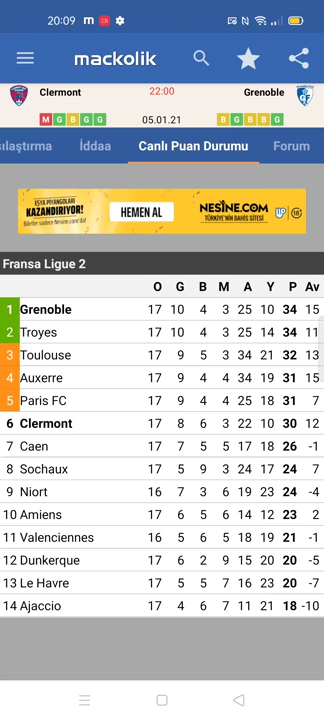 20:09 m
mackolik
Clermont 22:00 Grenoble
M G B G G 05.01.21 B G B B G
ılaştırma İddaa Canlı Puan Durumu Forum
EŞYA PİYANGOLARI
KAZANDIRIYOR! HEMEN AL NESİNE.COM 18+
Biletler sadece Nesine'de! TÜRKİYE'NİN BAHİS SİTESİ
Fransa Ligue 2
O G B M A Y P Av
1 Grenoble 17 10 4 3 25 10 34 15
2 Troyes 17 10 4 3 25 14 34 11
3 Toulouse 17 9 5 3 34 21 32 13
4 Auxerre 17 9 4 4 34 19 31 15
5 Paris FC 17 9 4 4 25 18 31 7
6 Clermont 17 8 6 3 22 10 30 12
7 Caen 17 7 5 5 17 18 26 -1
8 Sochaux 17 5 9 3 24 17 24 7
9 Niort 16 7 3 6 19 23 24 -4
10 Amiens 17 6 5 6 14 12 23 2
11 Valenciennes 16 5 6 5 18 19 21 -1
12 Dunkerque 17 6 2 9 15 20 20 -5
13 Le Havre 17 5 5 7 16 23 20 -7
14 Ajaccio 17 4 6 7 11 21 18 -10